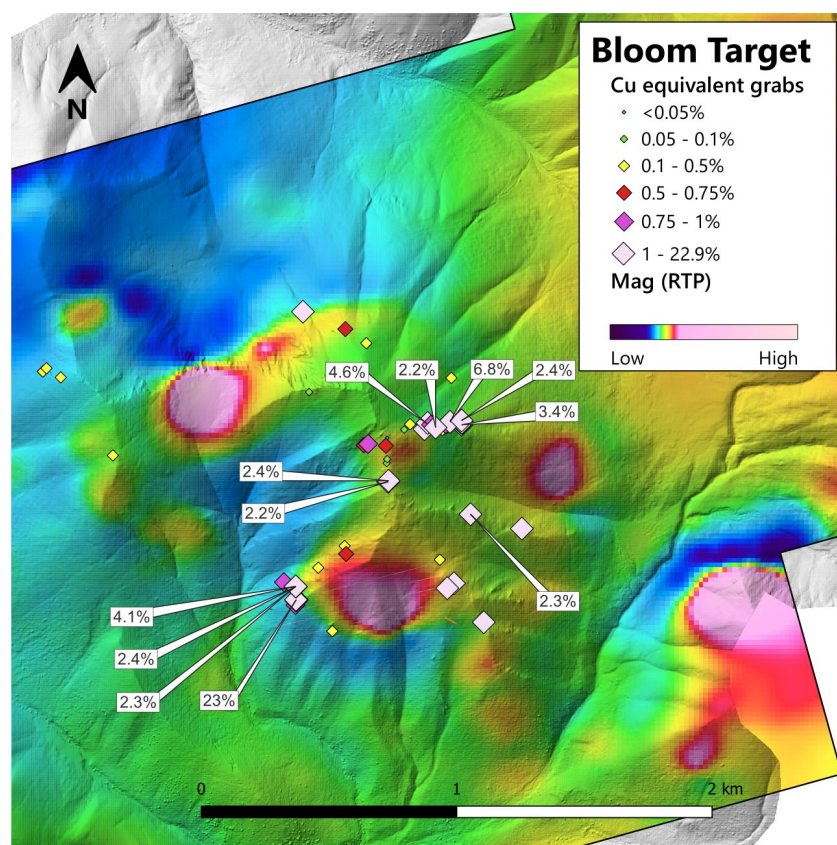 Bloom Target
Cu equivalent grabs
<0.05%
0.05 - 0.1%
0.1 - 0.5%
0.5 - 0.75%
0.75 - 1%
1 - 22.9%
Mag (RTP)
Low High
N
4.6%
2.2%
6.8%
2.4%
3.4%
2.4%
2.2%
2.3%
4.1%
2.4%
2.3%
23%
0 1 2 km